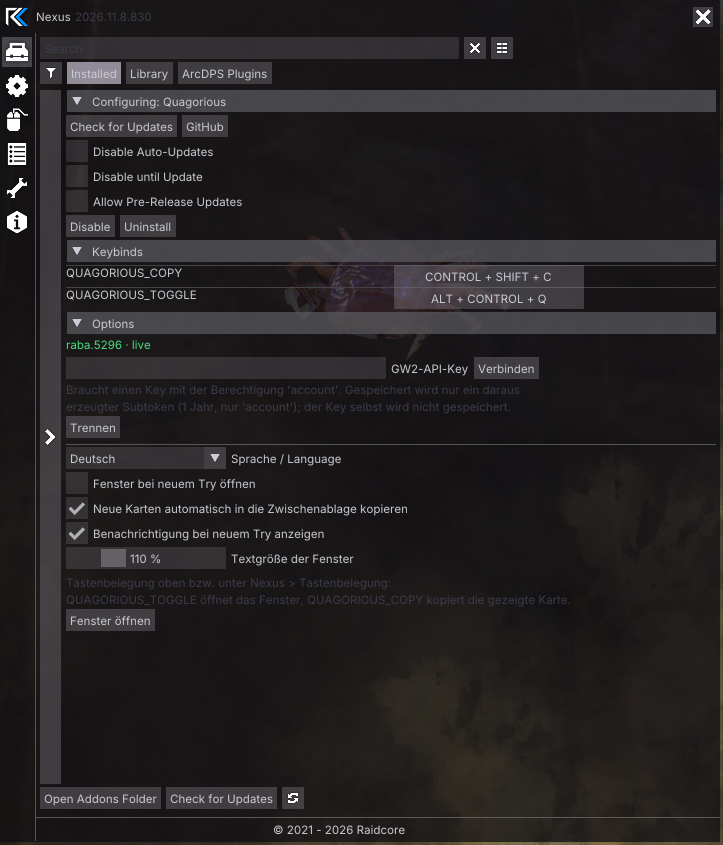 Nexus 2026.11.8.830
Search
Installed Library ArcDPS Plugins
Configuring: Quagorious
Check for Updates GitHub
Disable Auto-Updates
Disable until Update
Allow Pre-Release Updates
Disable Uninstall
Keybinds
QUAGORIOUS_COPY CONTROL + SHIFT + C
QUAGORIOUS_TOGGLE ALT + CONTROL + Q
Options
raba.5296 · live
GW2-API-Key Verbinden
Braucht einen Key mit der Berechtigung 'account'. Gespeichert wird nur ein daraus
erzeugter Subtoken (1 Jahr, nur 'account'); der Key selbst wird nicht gespeichert.
Trennen
Deutsch Sprache / Language
Fenster bei neuem Try öffnen
Neue Karten automatisch in die Zwischenablage kopieren
Benachrichtigung bei neuem Try anzeigen
110 % Textgröße der Fenster
Tastenbelegung oben bzw. unter Nexus > Tastenbelegung:
QUAGORIOUS_TOGGLE öffnet das Fenster, QUAGORIOUS_COPY kopiert die gezeigte Karte.
Fenster öffnen
Open Addons Folder Check for Updates
© 2021 - 2026 Raidcore